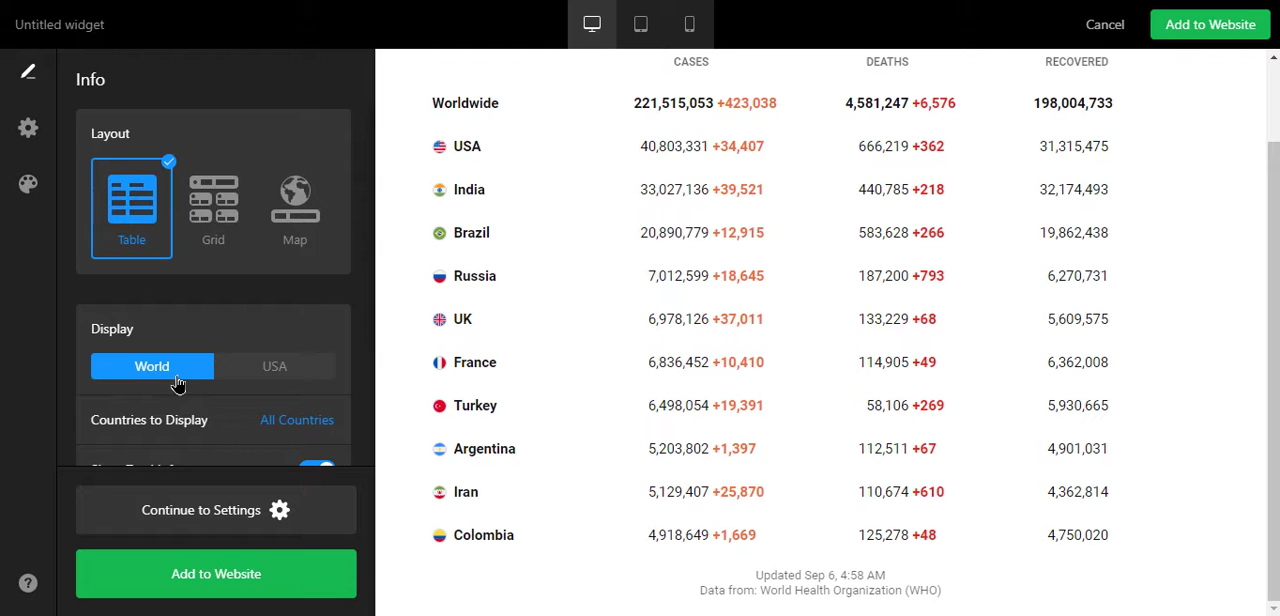 Untitled widget
Cancel
Add to Website
Info
Layout
Table
Grid
Map
Display
World
USA
Countries to Display
All Countries
Continue to Settings
Add to Website
CASES DEATHS RECOVERED
Worldwide 221,515,053 +423,038 4,581,247 +6,576 198,004,733
USA 40,803,331 +34,407 666,219 +362 31,315,475
India 33,027,136 +39,521 440,785 +218 32,174,493
Brazil 20,890,779 +12,915 583,628 +266 19,862,438
Russia 7,012,599 +18,645 187,200 +793 6,270,731
UK 6,978,126 +37,011 133,229 +68 5,609,575
France 6,836,452 +10,410 114,905 +49 6,362,008
Turkey 6,498,054 +19,391 58,106 +269 5,930,665
Argentina 5,203,802 +1,397 112,511 +67 4,901,031
Iran 5,129,407 +25,870 110,674 +610 4,362,814
Colombia 4,918,649 +1,669 125,278 +48 4,750,020
Updated Sep 6, 4:58 AM
Data from: World Health Organization (WHO)